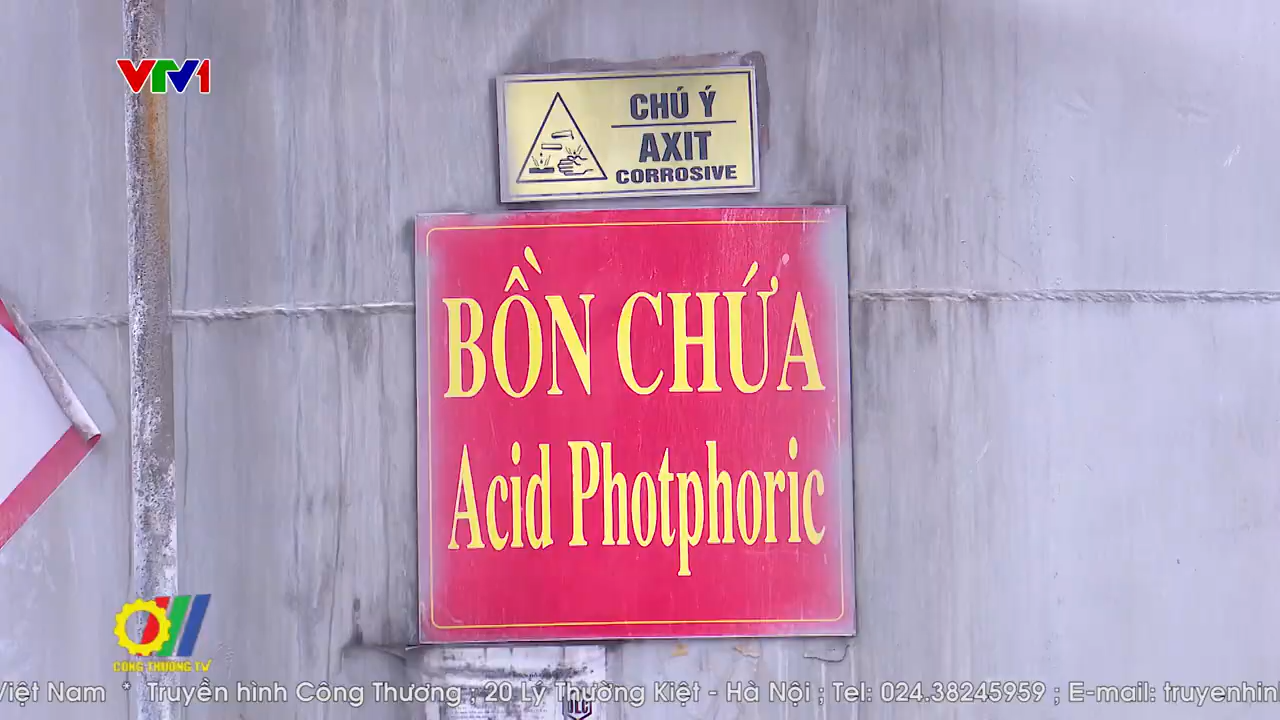 VTV1
CHÚ Ý
AXIT
CORROSIVE
BỒN CHỨA
Acid Photphoric
CÔNG THƯƠNG TV
Việt Nam * Truyền hình Công Thương ; 20 Lý Thường Kiệt - Hà Nội ; Tel: 024.38245959 ; E-mail: truyenhinh